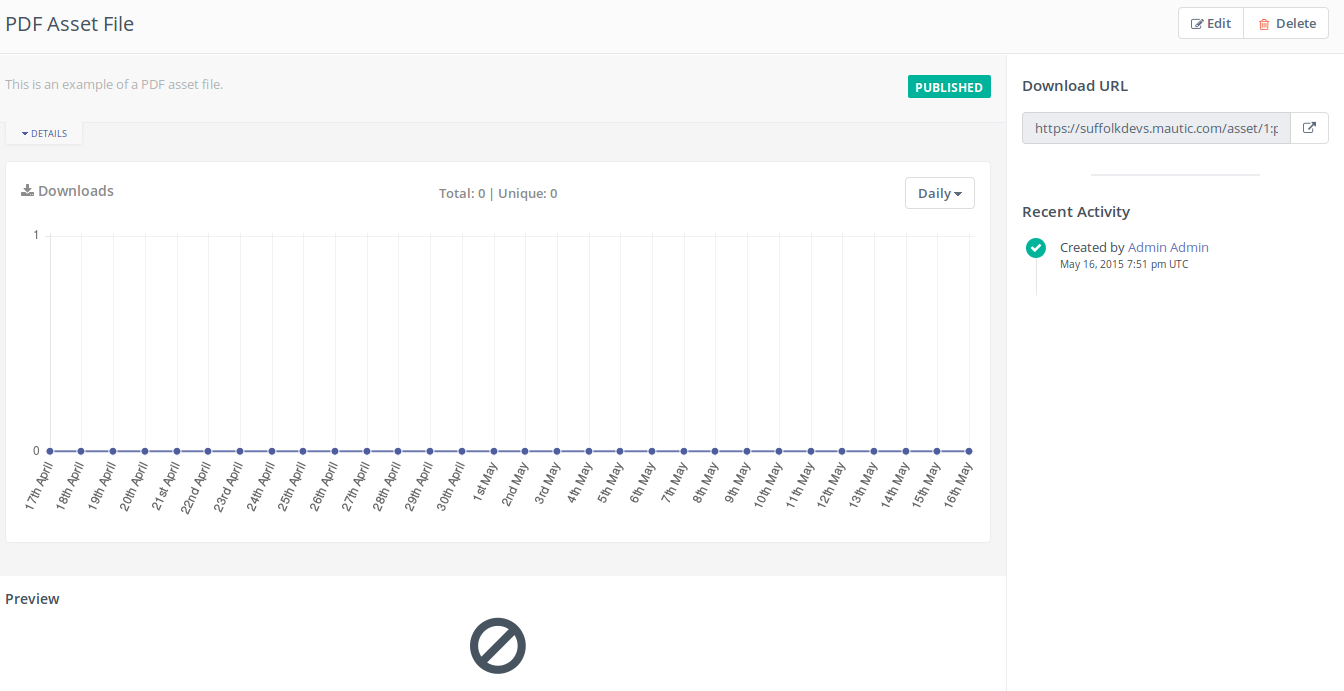 PDF Asset File
Edit
Delete
This is an example of a PDF asset file.
PUBLISHED
DETAILS
Downloads
Total: 0 | Unique: 0
Daily
1
0
17th April
18th April
19th April
20th April
21st April
22nd April
23rd April
24th April
25th April
26th April
27th April
28th April
29th April
30th April
1st May
2nd May
3rd May
4th May
5th May
6th May
7th May
8th May
9th May
10th May
11th May
12th May
13th May
14th May
15th May
16th May
Preview
Download URL
https://suffolkdevs.mautic.com/asset/1:p
Recent Activity
Created by Admin Admin
May 16, 2015 7:51 pm UTC